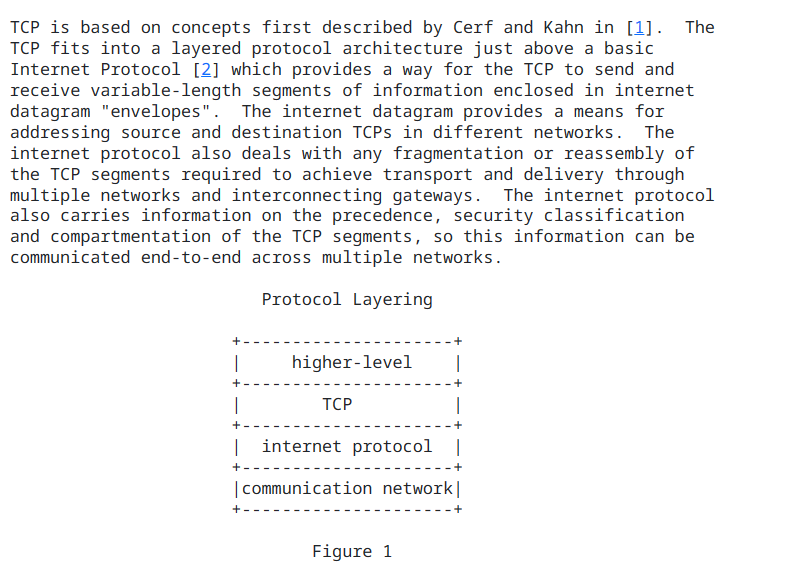 TCP is based on concepts first described by Cerf and Kahn in [1].  The
TCP fits into a layered protocol architecture just above a basic
Internet Protocol [2] which provides a way for the TCP to send and
receive variable-length segments of information enclosed in internet
datagram "envelopes".  The internet datagram provides a means for
addressing source and destination TCPs in different networks.  The
internet protocol also deals with any fragmentation or reassembly of
the TCP segments required to achieve transport and delivery through
multiple networks and interconnecting gateways.  The internet protocol
also carries information on the precedence, security classification
and compartmentation of the TCP segments, so this information can be
communicated end-to-end across multiple networks.
Protocol Layering
+---------------------+
|     higher-level    |
+---------------------+
|        TCP          |
+---------------------+
|  internet protocol  |
+---------------------+
|communication network|
+---------------------+
Figure 1